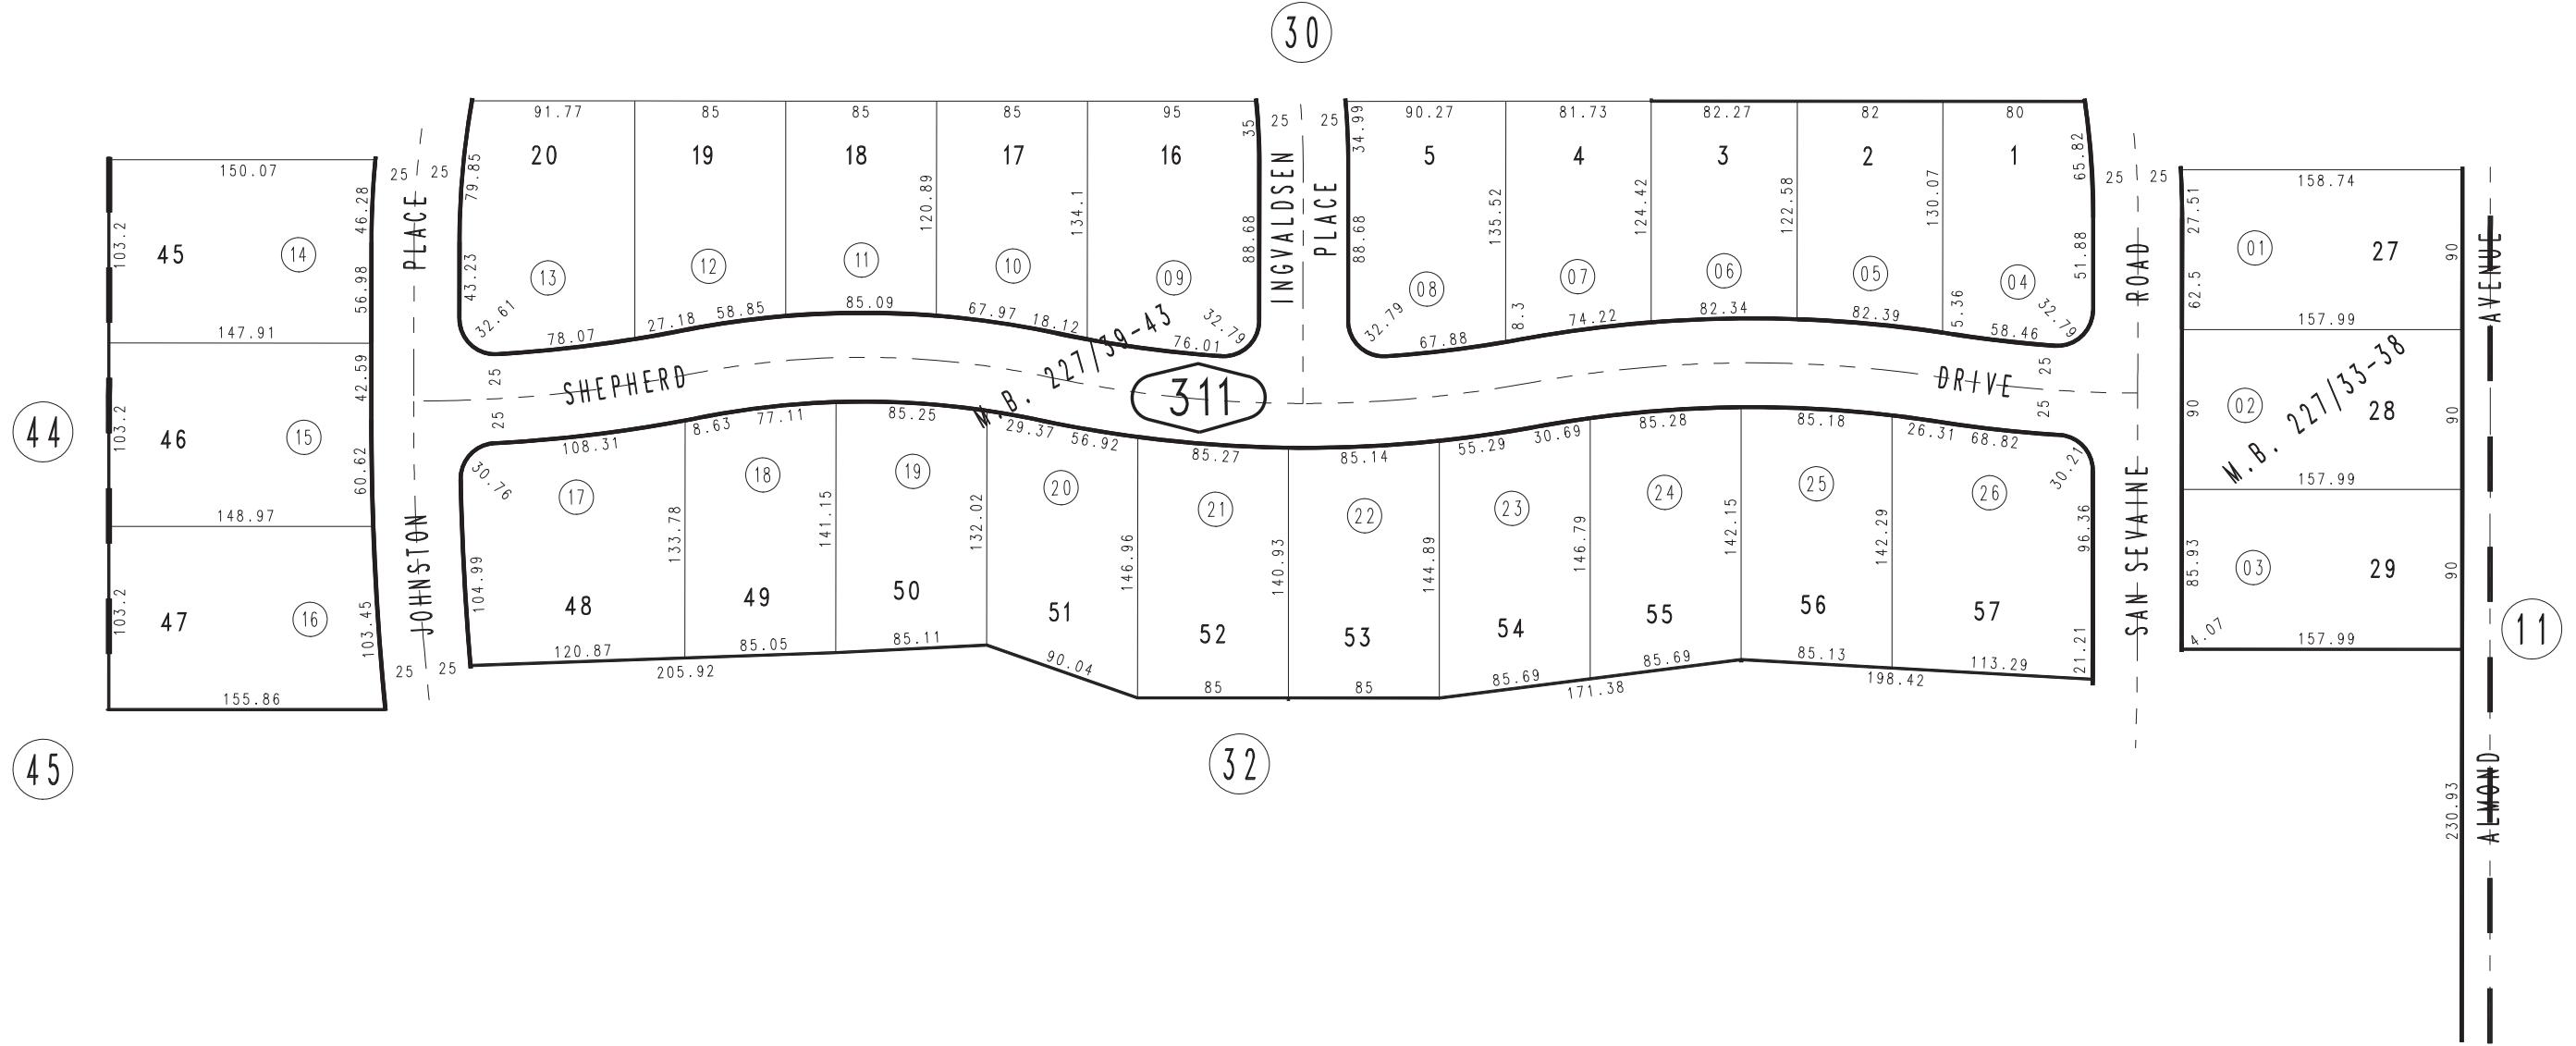 30
91.77 85 85 85 95
35 25 25 34.99
90.27 81.73 82.27 82 80
20 19 18 17 16
5 4 3 2 1
79.85 120.89 134.1 88.68
INGVALDSEN
PLACE
88.68 135.52 124.42 122.58 130.07 65.82 51.88
43.23
13 12 11 10 09
08 07 06 05 04
32.61 78.07 27.18 58.85 85.09 67.97 18.12 76.01 32.79
32.79 67.88 8.3 74.22 82.34 82.39 5.36 58.46 32.79
150.07
103.2 45 14 46.28
56.98
147.91
103.2 46 15 42.59
60.62
148.97
103.2 47 16 103.45
155.86
25 25
JOHNSTON PLACE
25 25
25
25
SHEPHERD DRIVE
M.B. 227/39-43
311
25
25
25 25
SAN SEVAINE ROAD
158.74
27.51 01 27 90
62.5
157.99
90 02 28 90
M.B. 227/33-38
157.99
85.93 03 29 90
4.07 157.99
230.93
ALMOND AVENUE
11
44
45
30.76 108.31 8.63 77.11 85.25 29.37 56.92 85.27 85.14 55.29 30.69 85.28 85.18 26.31 68.82 30.21
17 18 19 20 21 22 23 24 25 26
104.99 133.78 141.15 132.02 146.96 140.93 144.89 146.79 142.15 142.29 96.36
48 49 50 51 52 53 54 55 56 57
21.21
120.87 85.05 85.11 90.04 85 85 85.69 85.69 85.13 113.29
205.92 171.38 198.42
32